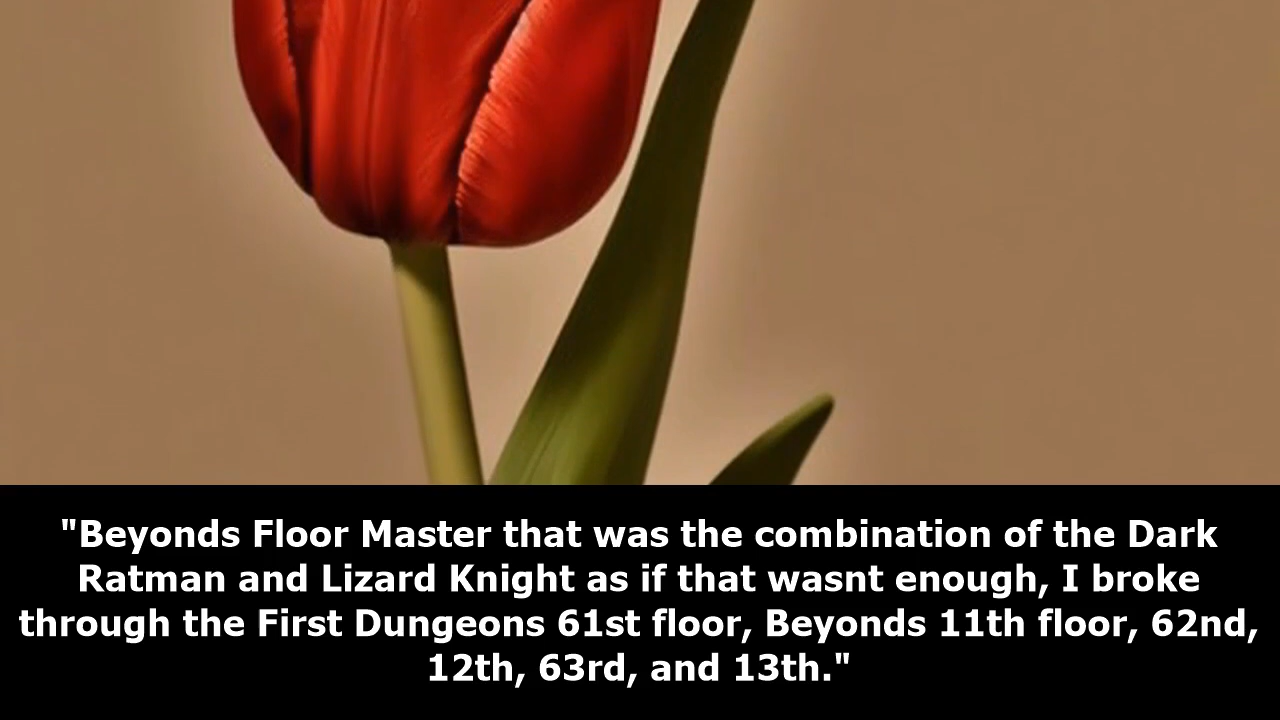 "Beyonds Floor Master that was the combination of the Dark
Ratman and Lizard Knight as if that wasnt enough, I broke
through the First Dungeons 61st floor, Beyonds 11th floor, 62nd,
12th, 63rd, and 13th."